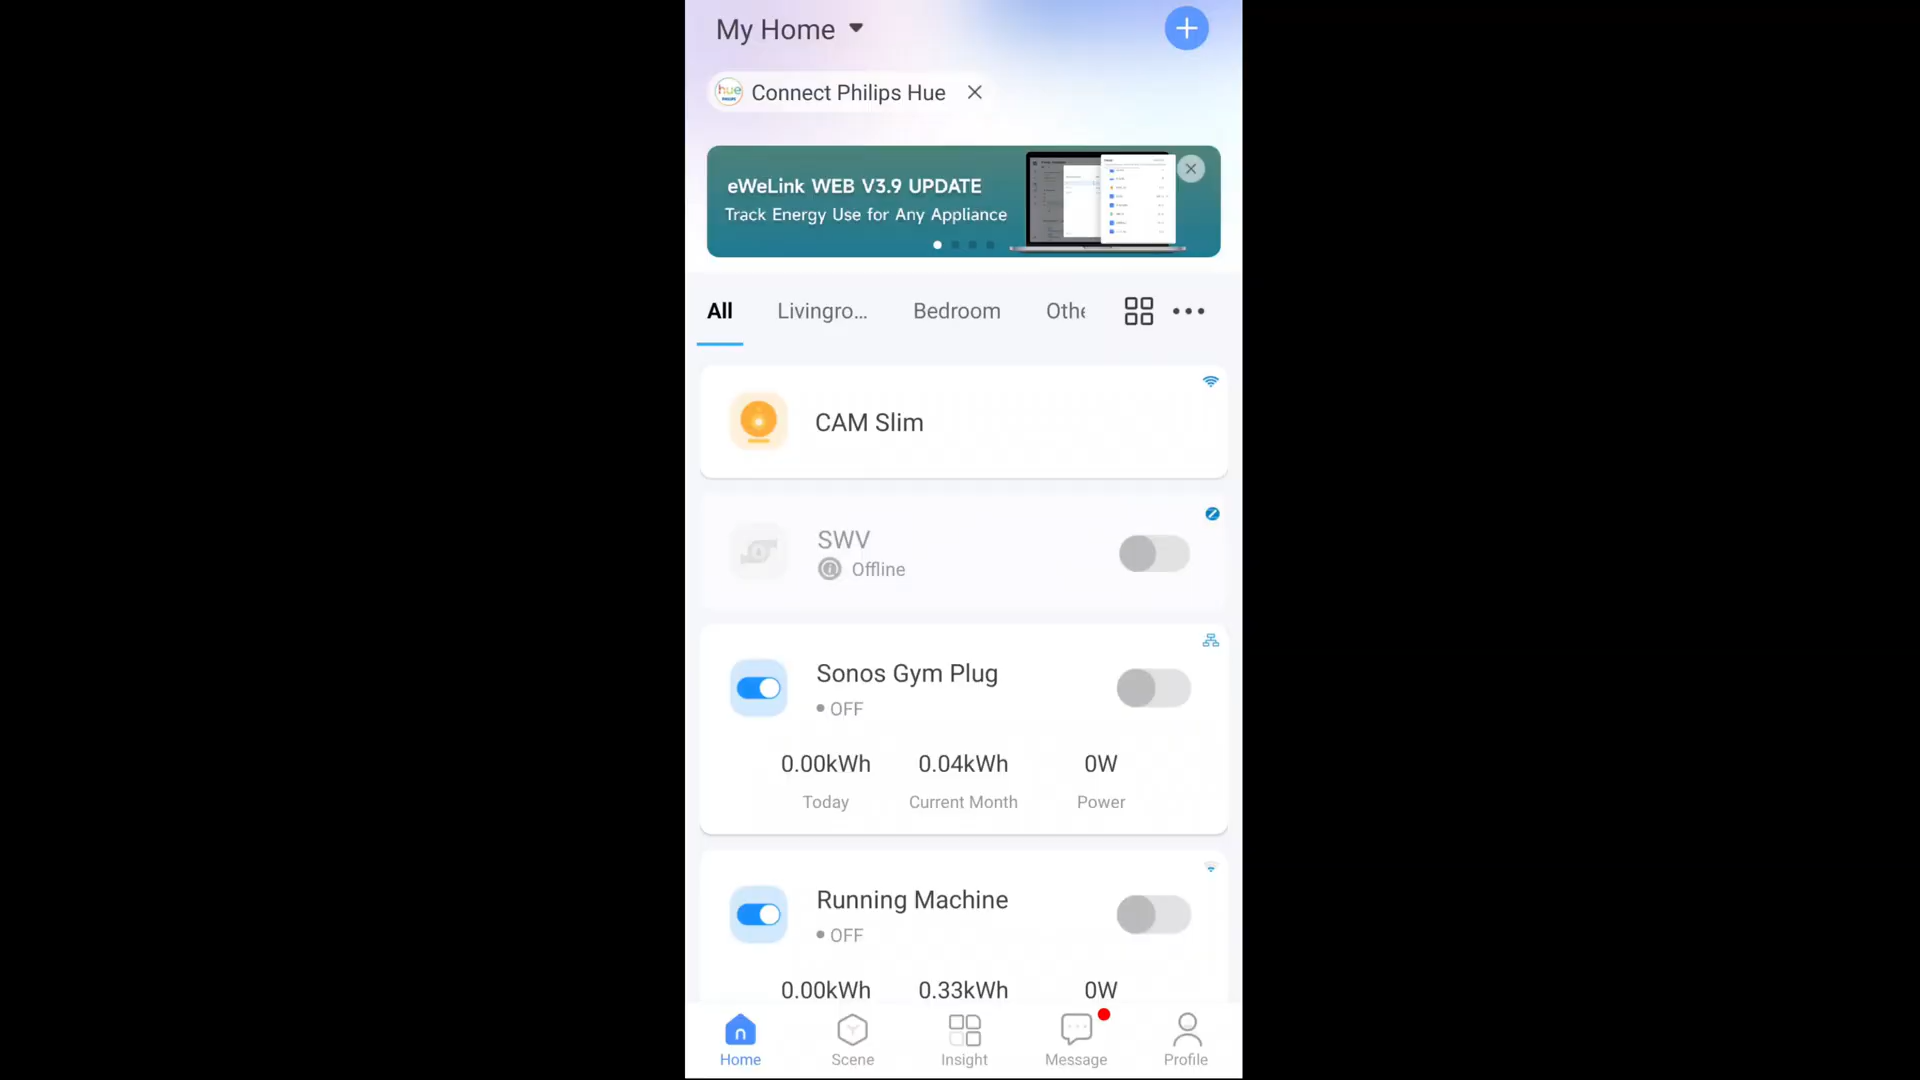 My Home
hue
Connect Philips Hue
eWeLink WEB V3.9 UPDATE
Track Energy Use for Any Appliance
All Livingro... Bedroom Othe
CAM Slim
SWV
Offline
Sonos Gym Plug
OFF
0.00kWh 0.04kWh 0W
Today Current Month Power
Running Machine
OFF
0.00kWh 0.33kWh 0W
Home Scene Insight Message Profile